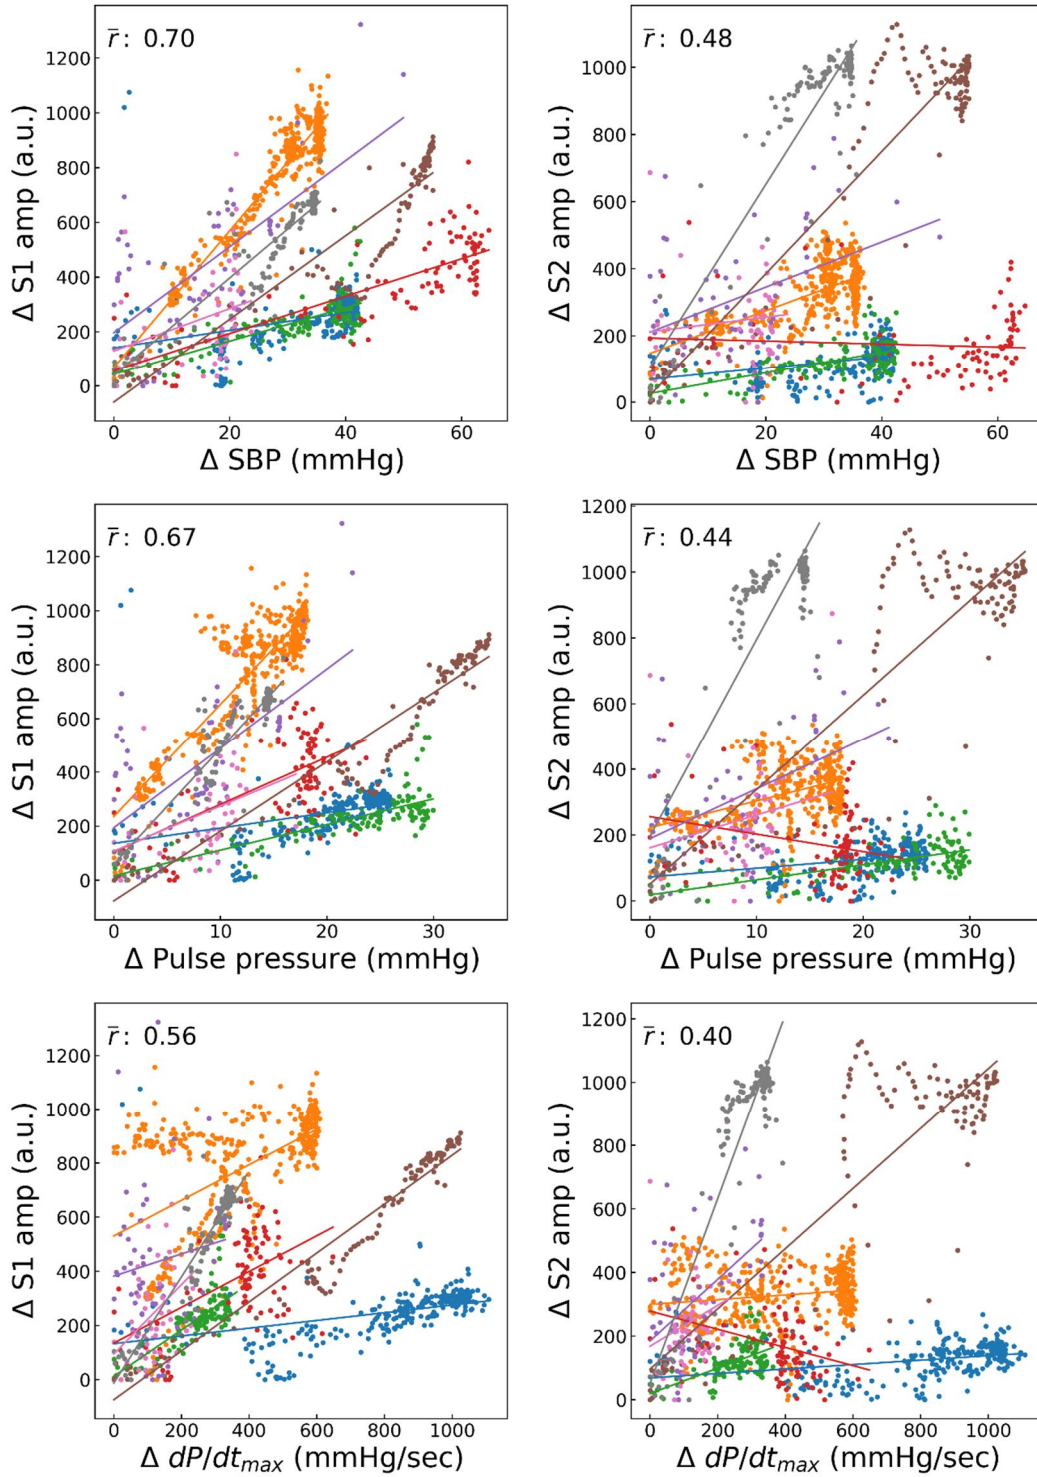 r̄: 0.70
Δ S1 amp (a.u.)
1200
1000
800
600
400
200
0
0 20 40 60
Δ SBP (mmHg)
r̄: 0.48
Δ S2 amp (a.u.)
1000
800
600
400
200
0
0 20 40 60
Δ SBP (mmHg)
r̄: 0.67
Δ S1 amp (a.u.)
1200
1000
800
600
400
200
0
0 10 20 30
Δ Pulse pressure (mmHg)
r̄: 0.44
Δ S2 amp (a.u.)
1200
1000
800
600
400
200
0
0 10 20 30
Δ Pulse pressure (mmHg)
r̄: 0.56
Δ S1 amp (a.u.)
1200
1000
800
600
400
200
0
0 200 400 600 800 1000
Δ dP/dt_max (mmHg/sec)
r̄: 0.40
Δ S2 amp (a.u.)
1200
1000
800
600
400
200
0
0 200 400 600 800 1000
Δ dP/dt_max (mmHg/sec)